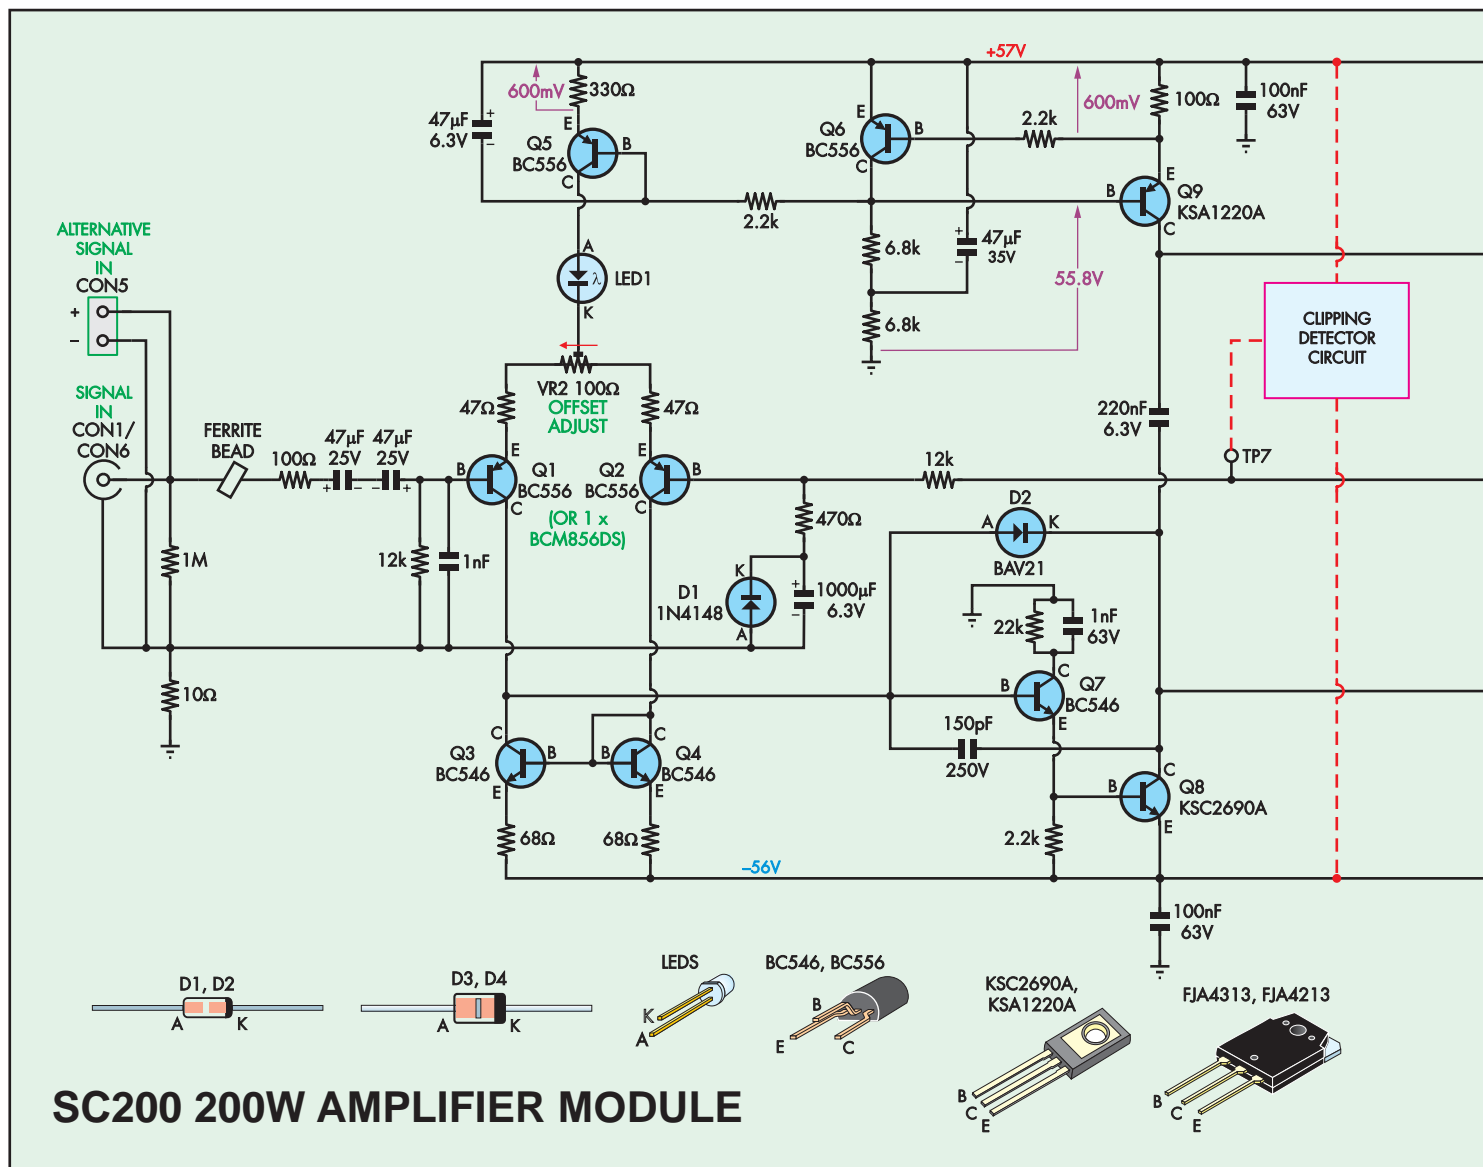 +57V
600mV
330Ω
47µF
6.3V
+
–
E
Q5
BC556
B
C
E
Q6
BC556
B
C
2.2k
600mV
100Ω
100nF
63V
E
B
Q9
KSA1220A
C
2.2k
6.8k
+
47µF
35V
–
55.8V
6.8k
ALTERNATIVE
SIGNAL
IN
CON5
+
–
A
λ
LED1
K
CLIPPING
DETECTOR
CIRCUIT
SIGNAL
IN
CON1/
CON6
FERRITE
BEAD
100Ω
47µF
25V
+ –
47µF
25V
– +
VR2 100Ω
OFFSET
ADJUST
47Ω
47Ω
220nF
6.3V
E
B
Q1
BC556
C
E
Q2
BC556
B
C
(OR 1 x
BCM856DS)
12k
TP7
1M
12k
1nF
470Ω
K
D1
1N4148
A
+
1000µF
6.3V
–
D2
A
K
BAV21
22k
1nF
63V
10Ω
C
B
Q7
BC546
E
150pF
250V
C
Q3
BC546
B
E
C
B
Q4
BC546
E
C
B
Q8
KSC2690A
E
68Ω
68Ω
2.2k
–56V
100nF
63V
D1, D2
A
K
D3, D4
A
K
LEDS
K
A
BC546, BC556
B
E
C
KSC2690A,
KSA1220A
B
C
E
FJA4313, FJA4213
B
C
E
SC200 200W AMPLIFIER MODULE